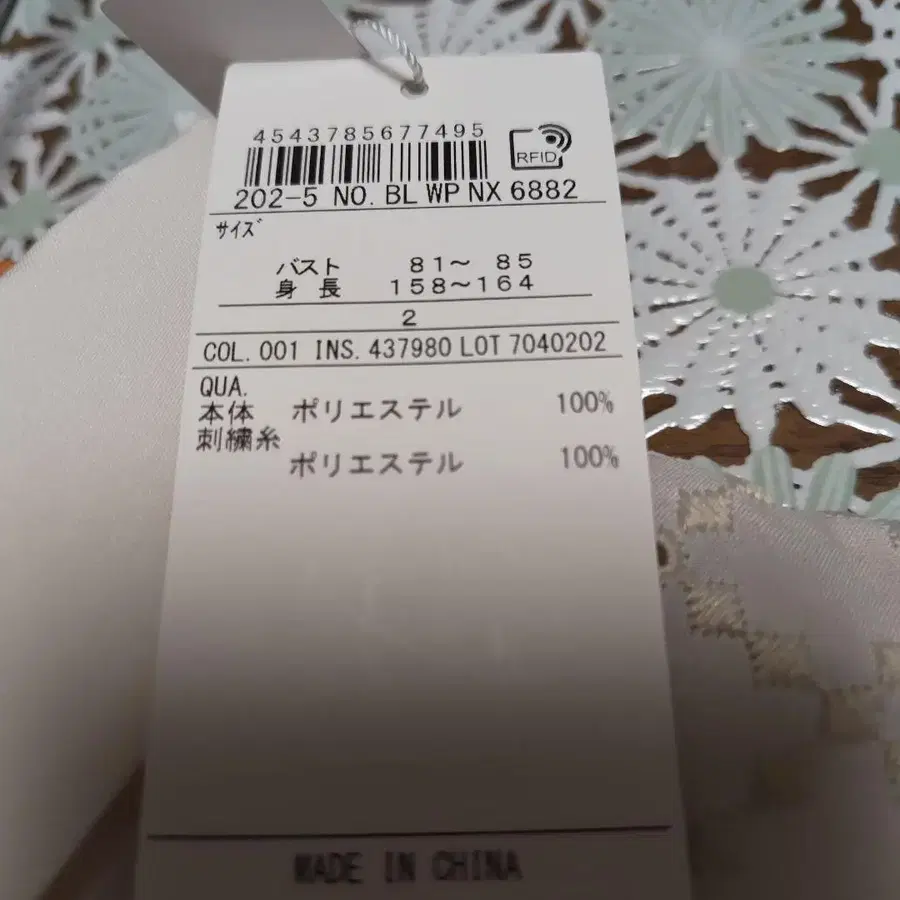 4543785677495
RFID
202-5 NO. BL WP NX 6882
サイズ
バスト 81～ 85
身 長 158～164
2
COL. 001 INS. 437980 LOT 7040202
QUA.
本体 ポリエステル 100%
刺繍糸
ポリエステル 100%
MADE IN CHINA